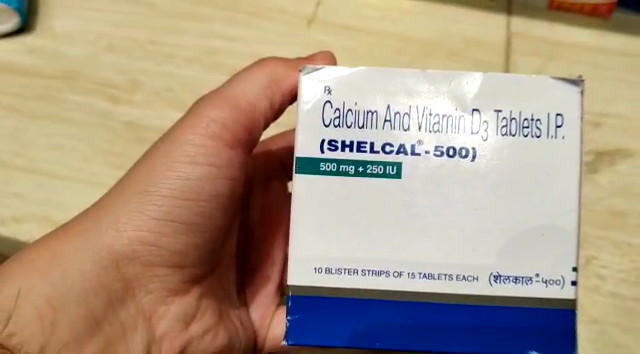 Rx
Calcium And Vitamin D3 Tablets I.P.
(SHELCAL®-500)
500 mg + 250 IU
10 BLISTER STRIPS OF 15 TABLETS EACH (शेलकाल®-५००)